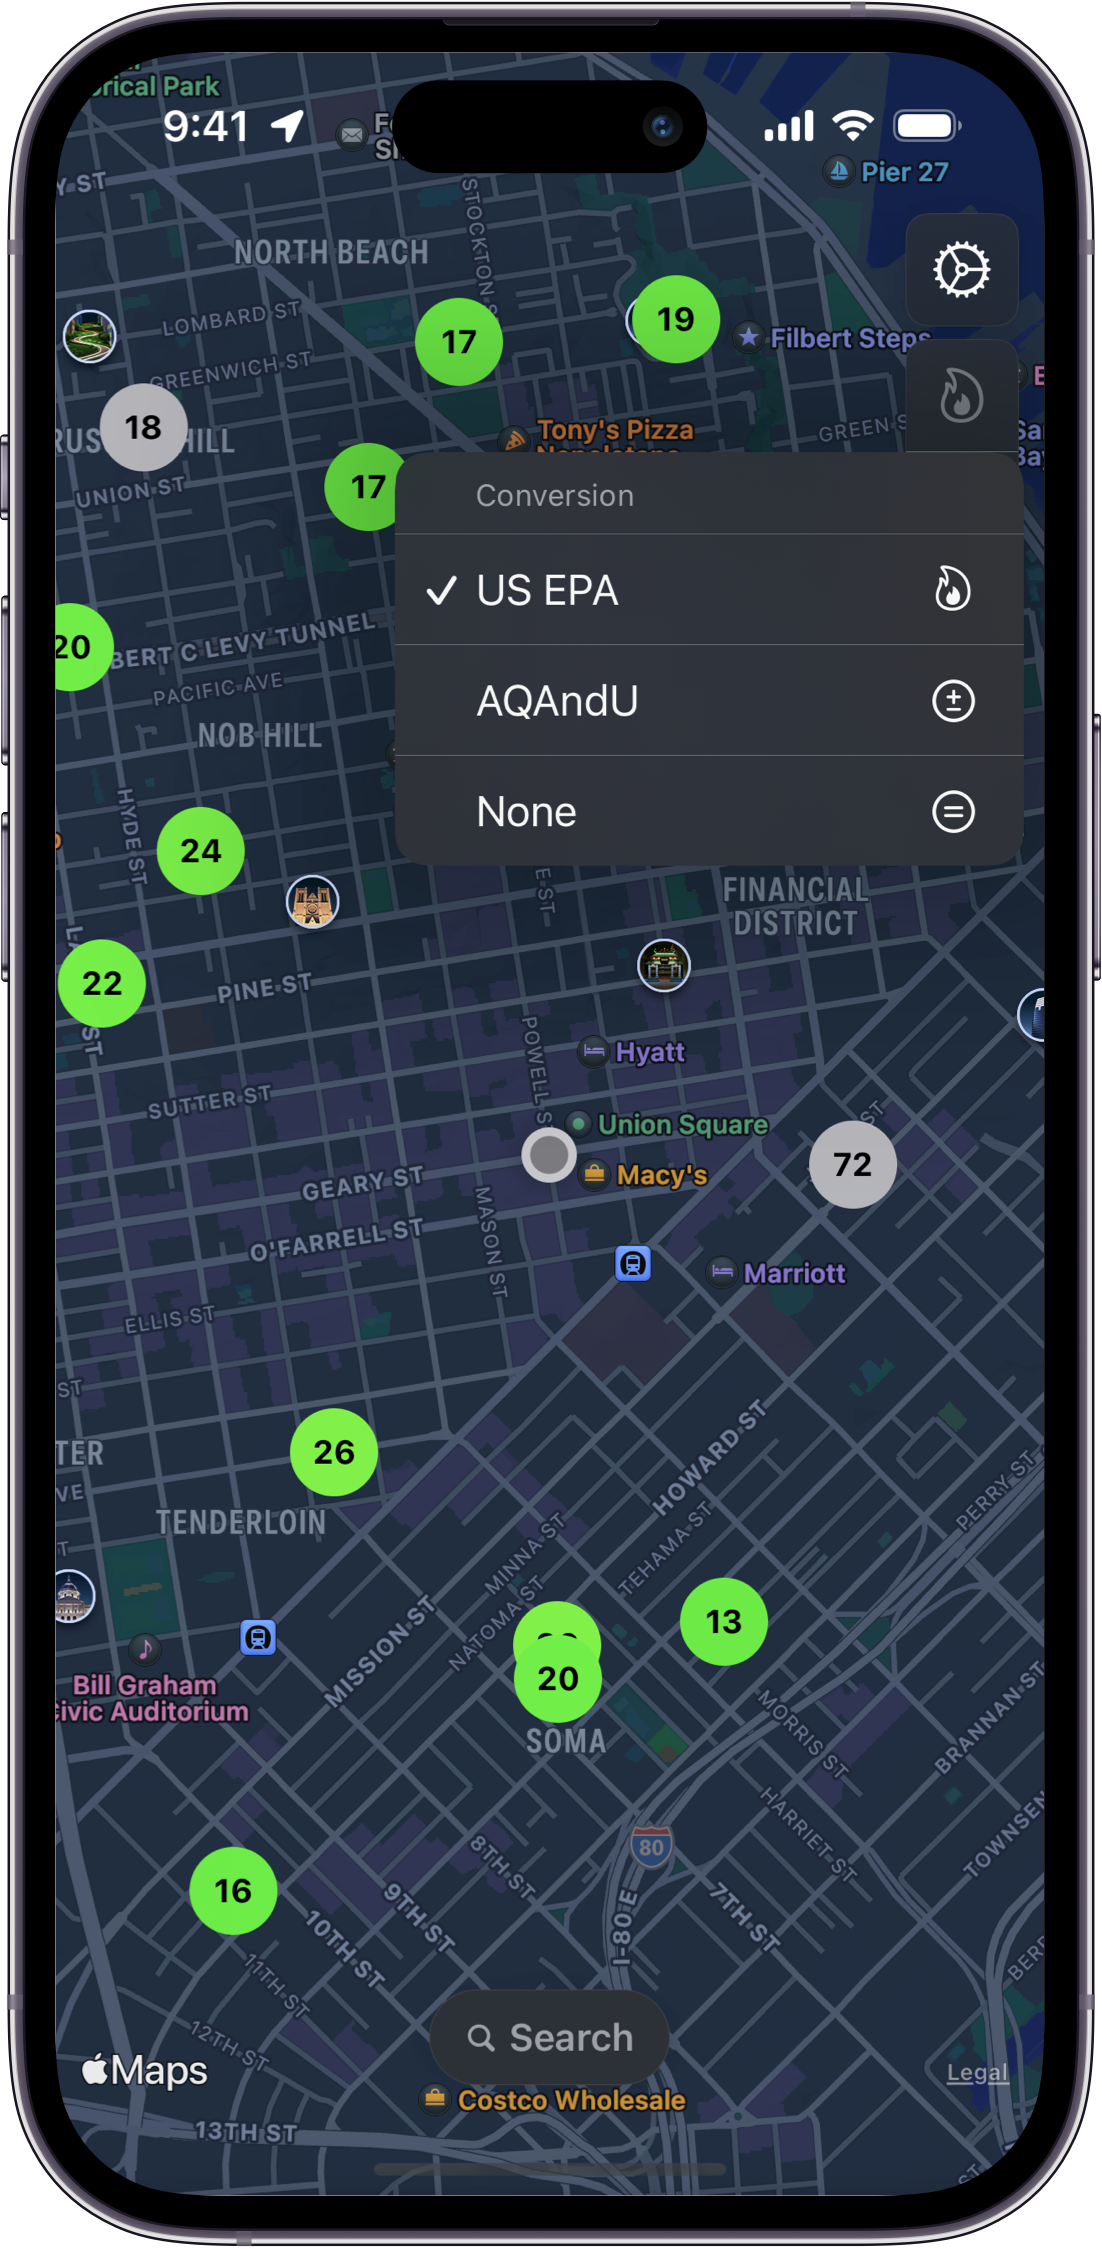 orical Park
9:41
Pier 27
Y ST
STOCKTON S
NORTH BEACH
LOMBARD ST
17
19
Filbert Steps
GREENWICH ST
18
Tony's Pizza
GREEN S
RUS HILL
UNION ST
17
Conversion
US EPA
AQAndU
None
20
BERT C LEVY TUNNEL
PACIFIC AVE
NOB HILL
HYDE ST
24
E ST
FINANCIAL
DISTRICT
22
ST
PINE ST
POWELL S
Hyatt
SUTTER ST
Union Square
72
ST
Macy's
GEARY ST
MASON ST
O'FARRELL ST
Marriott
ELLIS ST
ST
26
TER
VE
HOWARD ST
PERRY ST
TENDERLOIN
MINNA ST
TEHAMA ST
NATOMA ST
MISSION ST
13
20
Bill Graham
Civic Auditorium
SOMA
MORRIS ST
BRANNAN ST
HARRIET ST
TOWNSEN
80
8TH ST
16
9TH ST
7TH ST
10TH ST
I-80 E
11TH ST
BERR
12TH ST
Search
Maps
Legal
Costco Wholesale
13TH ST
ST